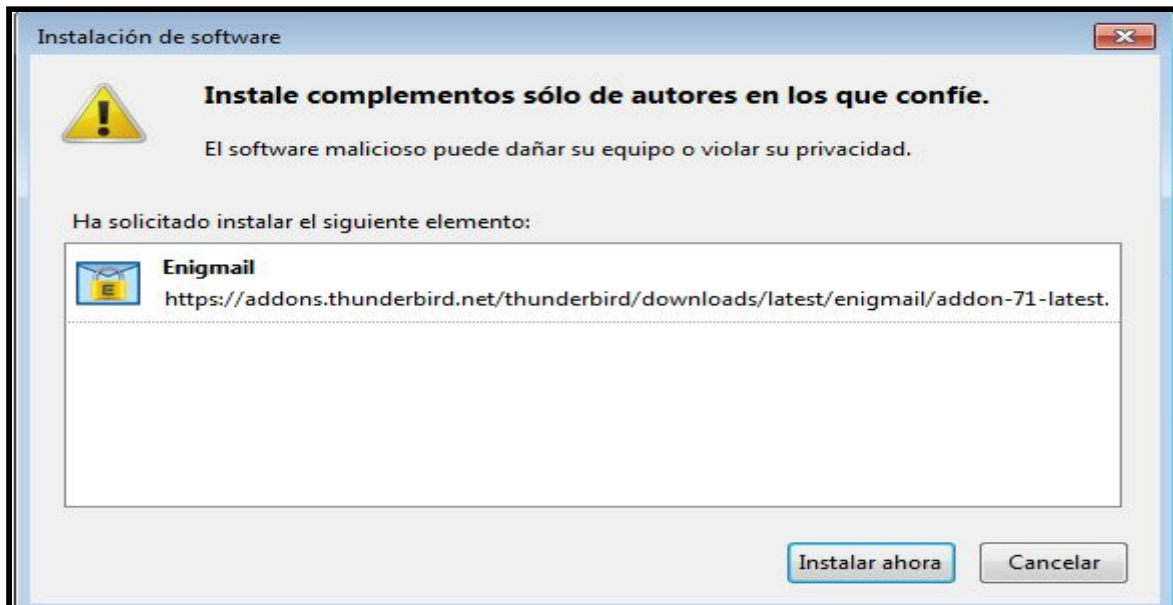 Instalación de software
Instale complementos sólo de autores en los que confíe.
El software malicioso puede dañar su equipo o violar su privacidad.
Ha solicitado instalar el siguiente elemento:
Enigmail
E
https://addons.thunderbird.net/thunderbird/downloads/latest/enigmail/addon-71-latest.
Instalar ahora
Cancelar